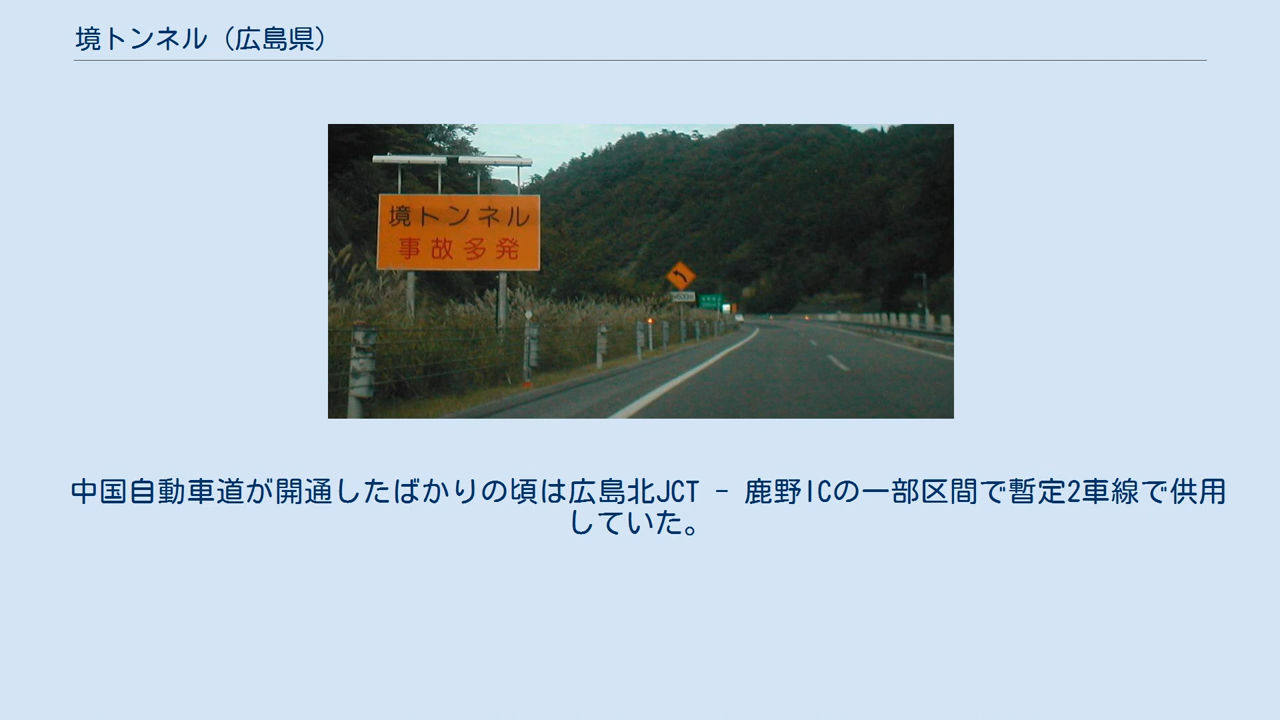 境トンネル（広島県）
境トンネル
事故多発
中国自動車道が開通したばかりの頃は広島北JCT - 鹿野ICの一部区間で暫定2車線で供用
していた。